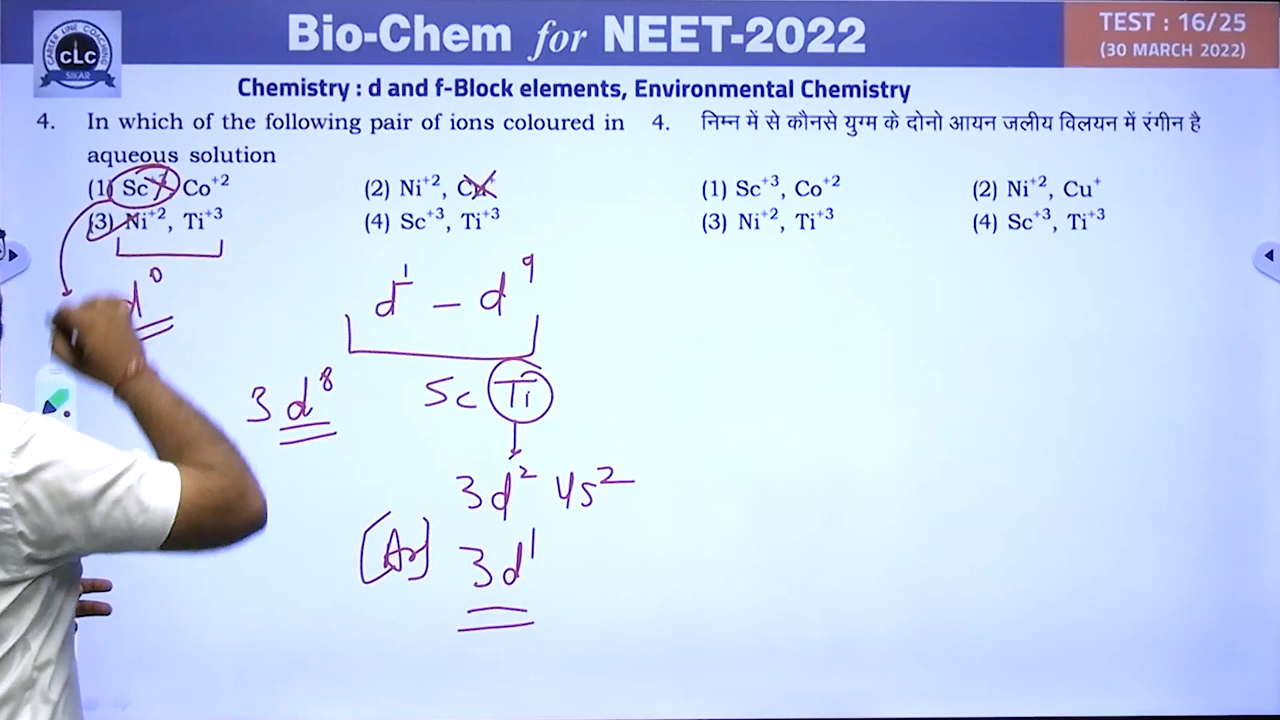 CAREER LINE COACHING
CLC
SIKAR
Bio-Chem for NEET-2022
TEST : 16/25
(30 MARCH 2022)
Chemistry : d and f-Block elements, Environmental Chemistry
4. In which of the following pair of ions coloured in aqueous solution
(1) Sc⁺³, Co⁺² (2) Ni⁺², Cu⁺
(3) Ni⁺², Ti⁺³ (4) Sc⁺³, Ti⁺³
4. निम्न में से कौनसे युग्म के दोनो आयन जलीय विलयन में रंगीन है
(1) Sc⁺³, Co⁺² (2) Ni⁺², Cu⁺
(3) Ni⁺², Ti⁺³ (4) Sc⁺³, Ti⁺³
d⁰
d¹ – d⁹
3d⁸
Sc Ti
3d² 4s²
[Ar] 3d¹